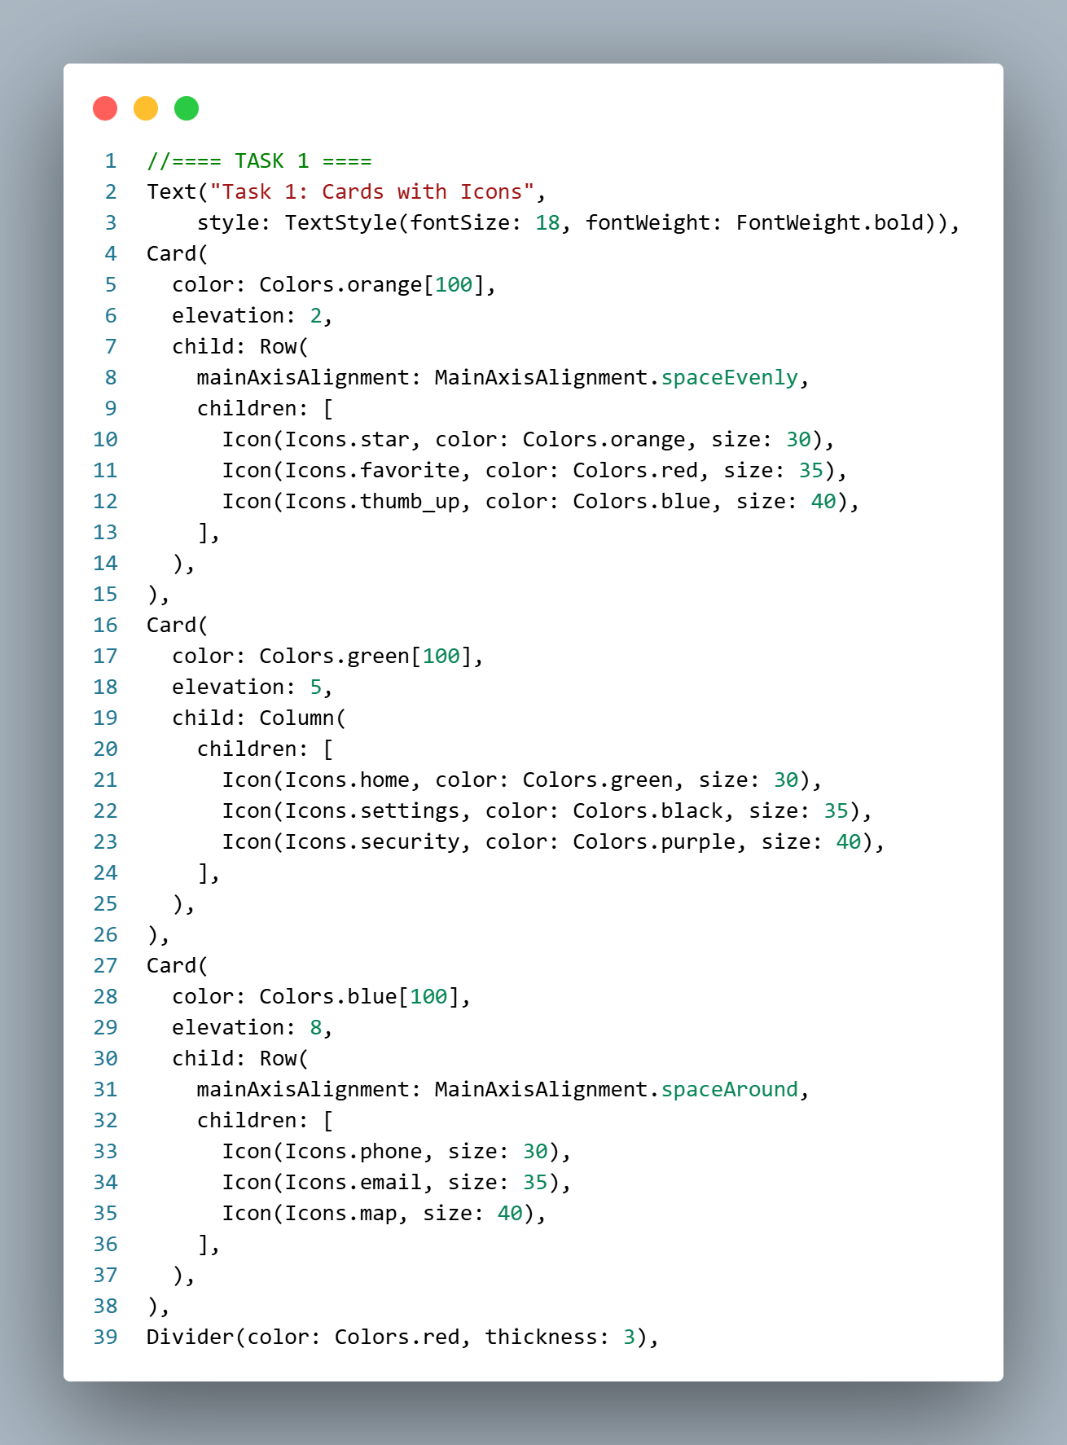 1 //==== TASK 1 ====
2 Text("Task 1: Cards with Icons",
3     style: TextStyle(fontSize: 18, fontWeight: FontWeight.bold)),
4 Card(
5   color: Colors.orange[100],
6   elevation: 2,
7   child: Row(
8     mainAxisAlignment: MainAxisAlignment.spaceEvenly,
9     children: [
10       Icon(Icons.star, color: Colors.orange, size: 30),
11       Icon(Icons.favorite, color: Colors.red, size: 35),
12       Icon(Icons.thumb_up, color: Colors.blue, size: 40),
13     ],
14   ),
15 ),
16 Card(
17   color: Colors.green[100],
18   elevation: 5,
19   child: Column(
20     children: [
21       Icon(Icons.home, color: Colors.green, size: 30),
22       Icon(Icons.settings, color: Colors.black, size: 35),
23       Icon(Icons.security, color: Colors.purple, size: 40),
24     ],
25   ),
26 ),
27 Card(
28   color: Colors.blue[100],
29   elevation: 8,
30   child: Row(
31     mainAxisAlignment: MainAxisAlignment.spaceAround,
32     children: [
33       Icon(Icons.phone, size: 30),
34       Icon(Icons.email, size: 35),
35       Icon(Icons.map, size: 40),
36     ],
37   ),
38 ),
39 Divider(color: Colors.red, thickness: 3),